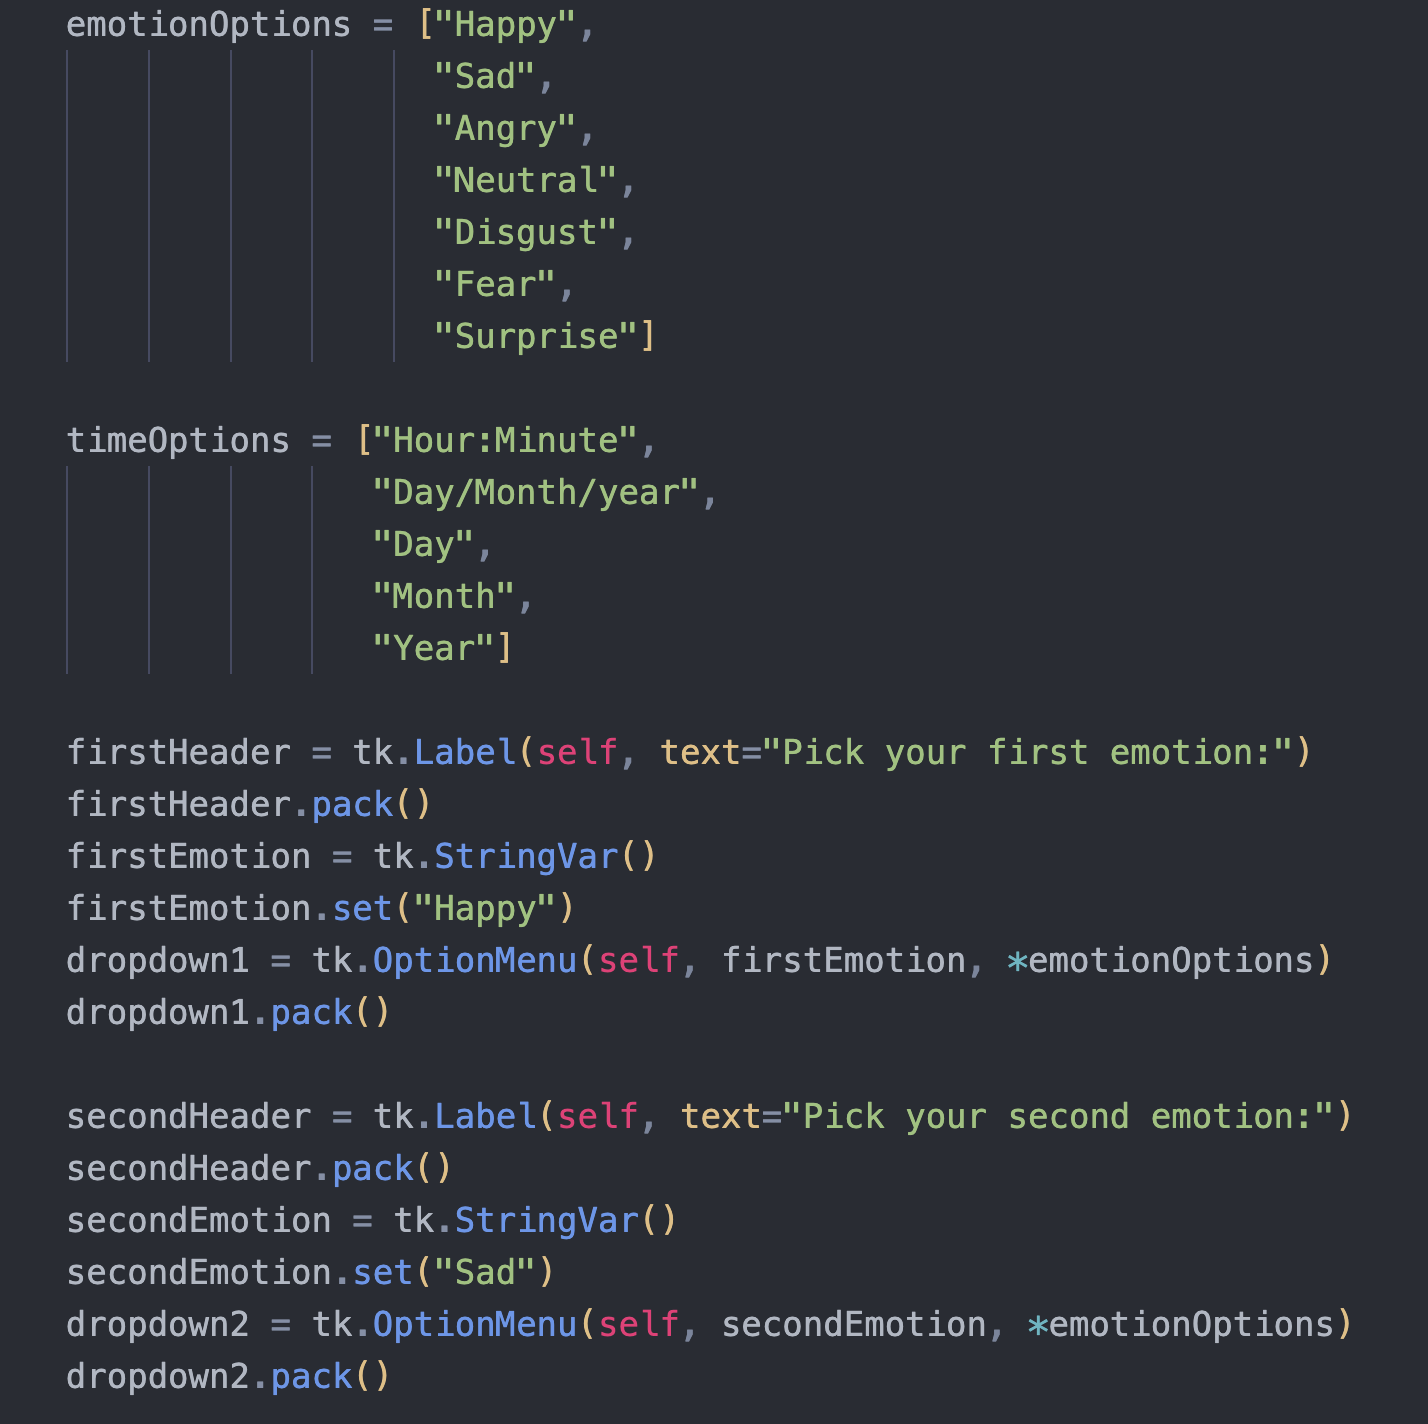 emotionOptions = ["Happy",
"Sad",
"Angry",
"Neutral",
"Disgust",
"Fear",
"Surprise"]
timeOptions = ["Hour:Minute",
"Day/Month/year",
"Day",
"Month",
"Year"]
firstHeader = tk.Label(self, text="Pick your first emotion:")
firstHeader.pack()
firstEmotion = tk.StringVar()
firstEmotion.set("Happy")
dropdown1 = tk.OptionMenu(self, firstEmotion, *emotionOptions)
dropdown1.pack()
secondHeader = tk.Label(self, text="Pick your second emotion:")
secondHeader.pack()
secondEmotion = tk.StringVar()
secondEmotion.set("Sad")
dropdown2 = tk.OptionMenu(self, secondEmotion, *emotionOptions)
dropdown2.pack()